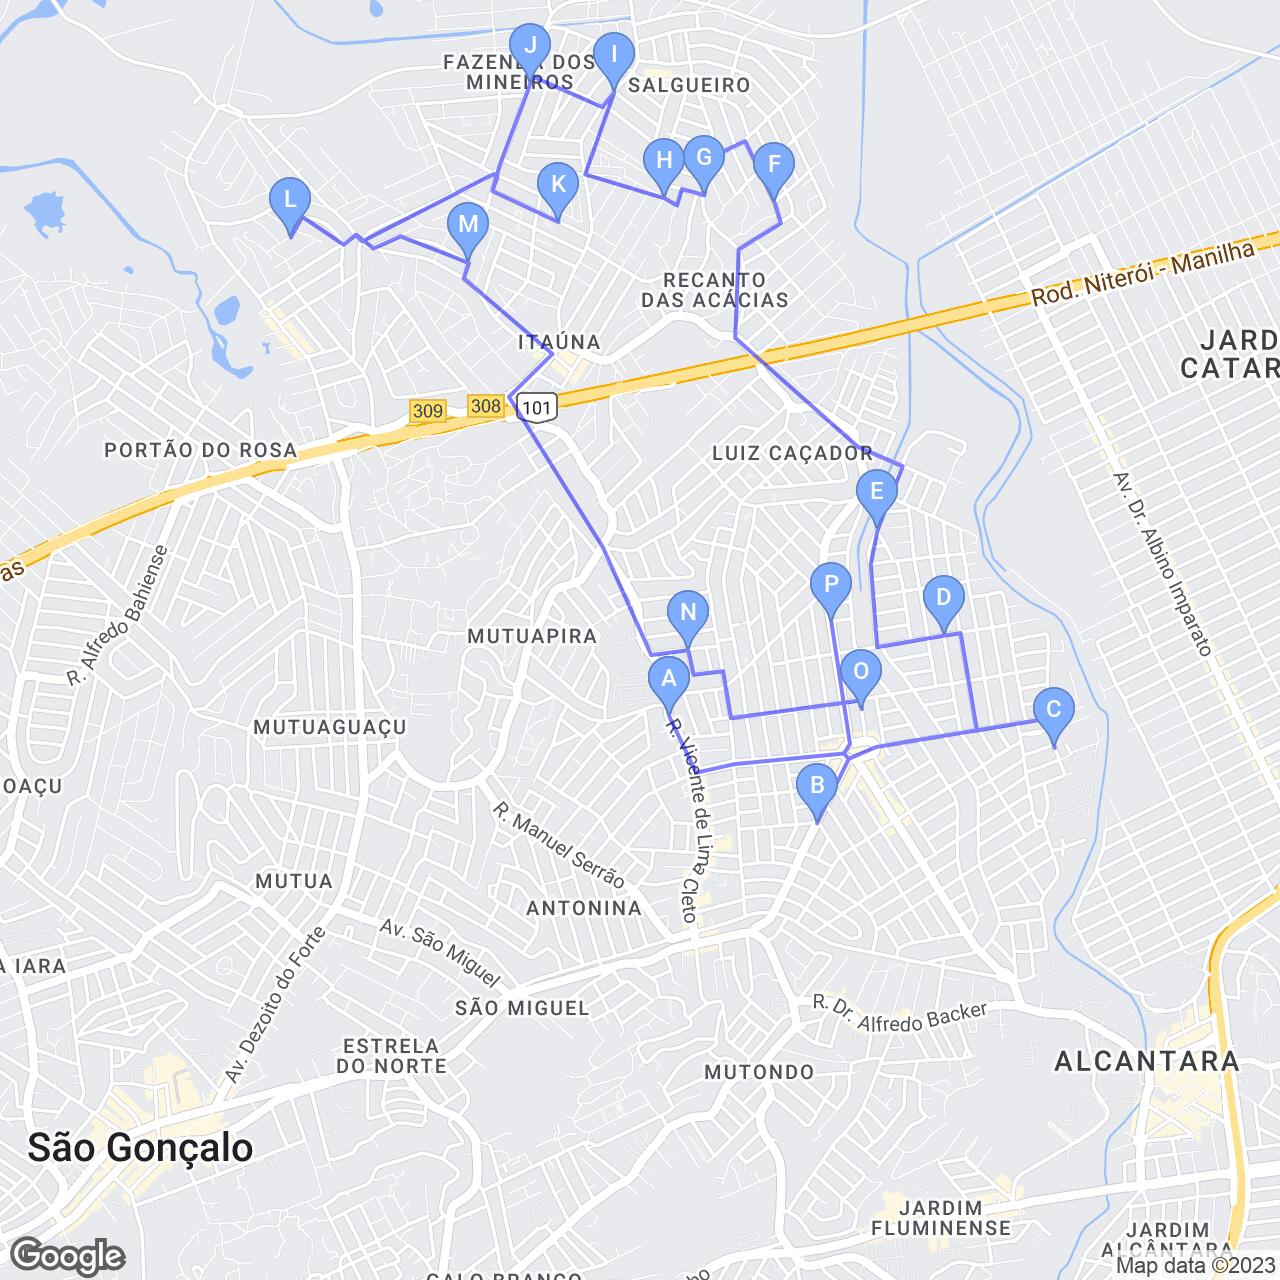 J
I
FAZENDA DOS
MINEIROS
SALGUEIRO
H
G
F
K
L
M
RECANTO
DAS ACÁCIAS
Rod. Niterói - Manilha
ITAÚNA
JARD
CATAR
309
308
101
PORTÃO DO ROSA
LUIZ CAÇADOR
E
Av. Dr. Albino Imparato
as
R. Alfredo Bahiense
P
D
N
MUTUAPIRA
A
O
C
R. Vicente de Lima Cleto
MUTUAGUAÇU
OAÇU
B
R. Manuel Serrão
MUTUA
ANTONINA
Av. São Miguel
A IARA
Av. Dezoito do Forte
SÃO MIGUEL
R. Dr. Alfredo Backer
ESTRELA
DO NORTE
ALCANTARA
MUTONDO
São Gonçalo
JARDIM
FLUMINENSE
JARDIM
ALCÂNTARA
Google
Map data ©2023